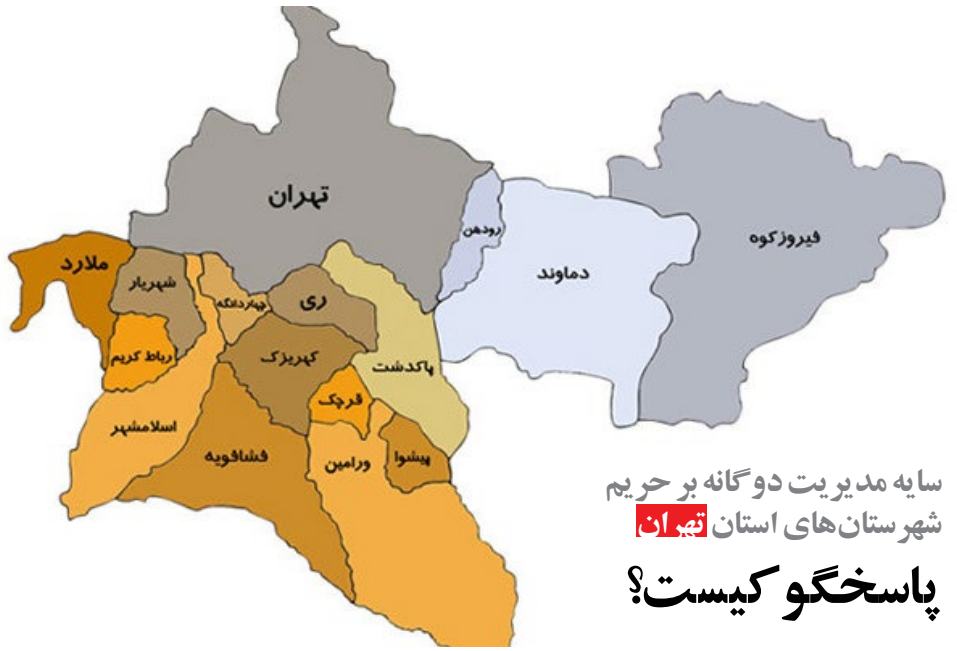 تهران
رودهن
فیروزکوه
دماوند
ملارد
شهریار
چهاردانگه
ری
رباط کریم
کهریزک
پاکدشت
قرچک
اسلامشهر
فشافویه
ورامین
پیشوا
سایه مدیریت دوگانه بر حریم
شهرستان‌های استان تهران
پاسخگو کیست؟